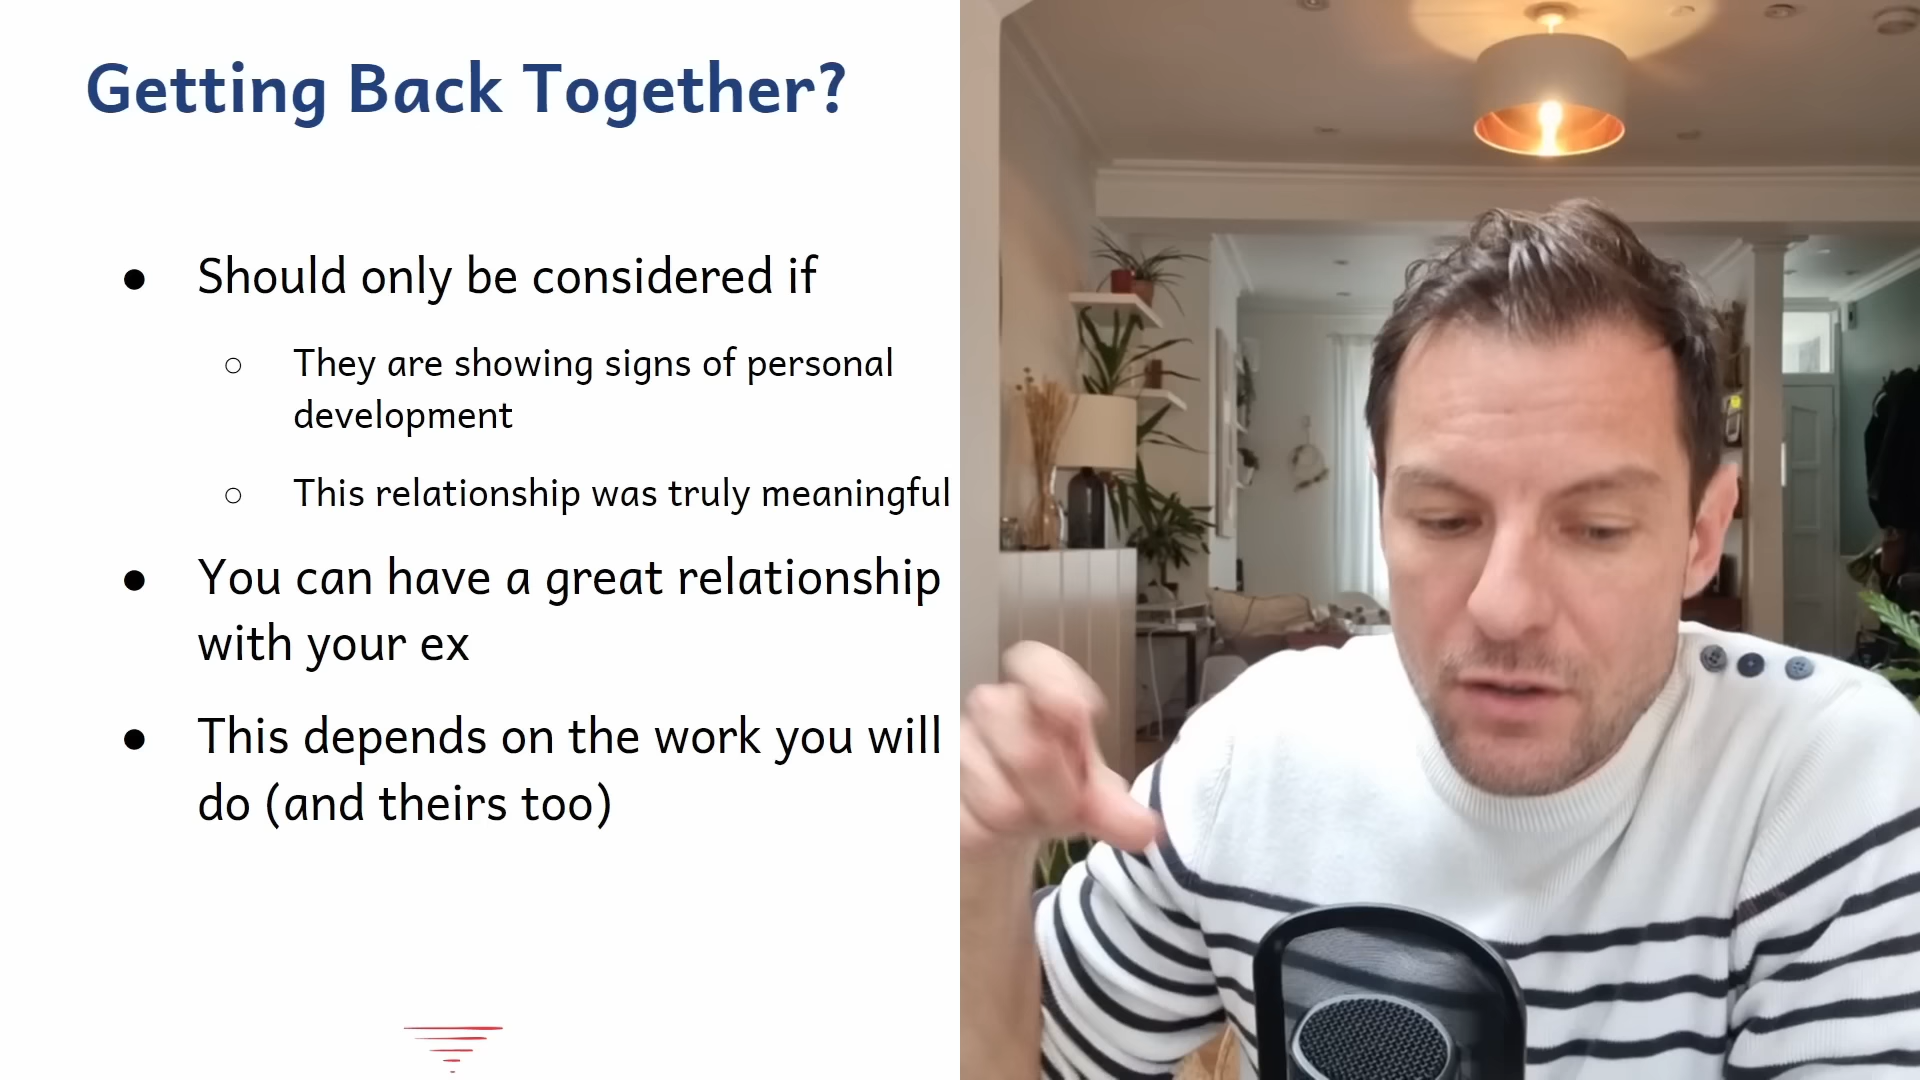 Getting Back Together?
● Should only be considered if
○ They are showing signs of personal
development
○ This relationship was truly meaningful
● You can have a great relationship
with your ex
● This depends on the work you will
do (and theirs too)